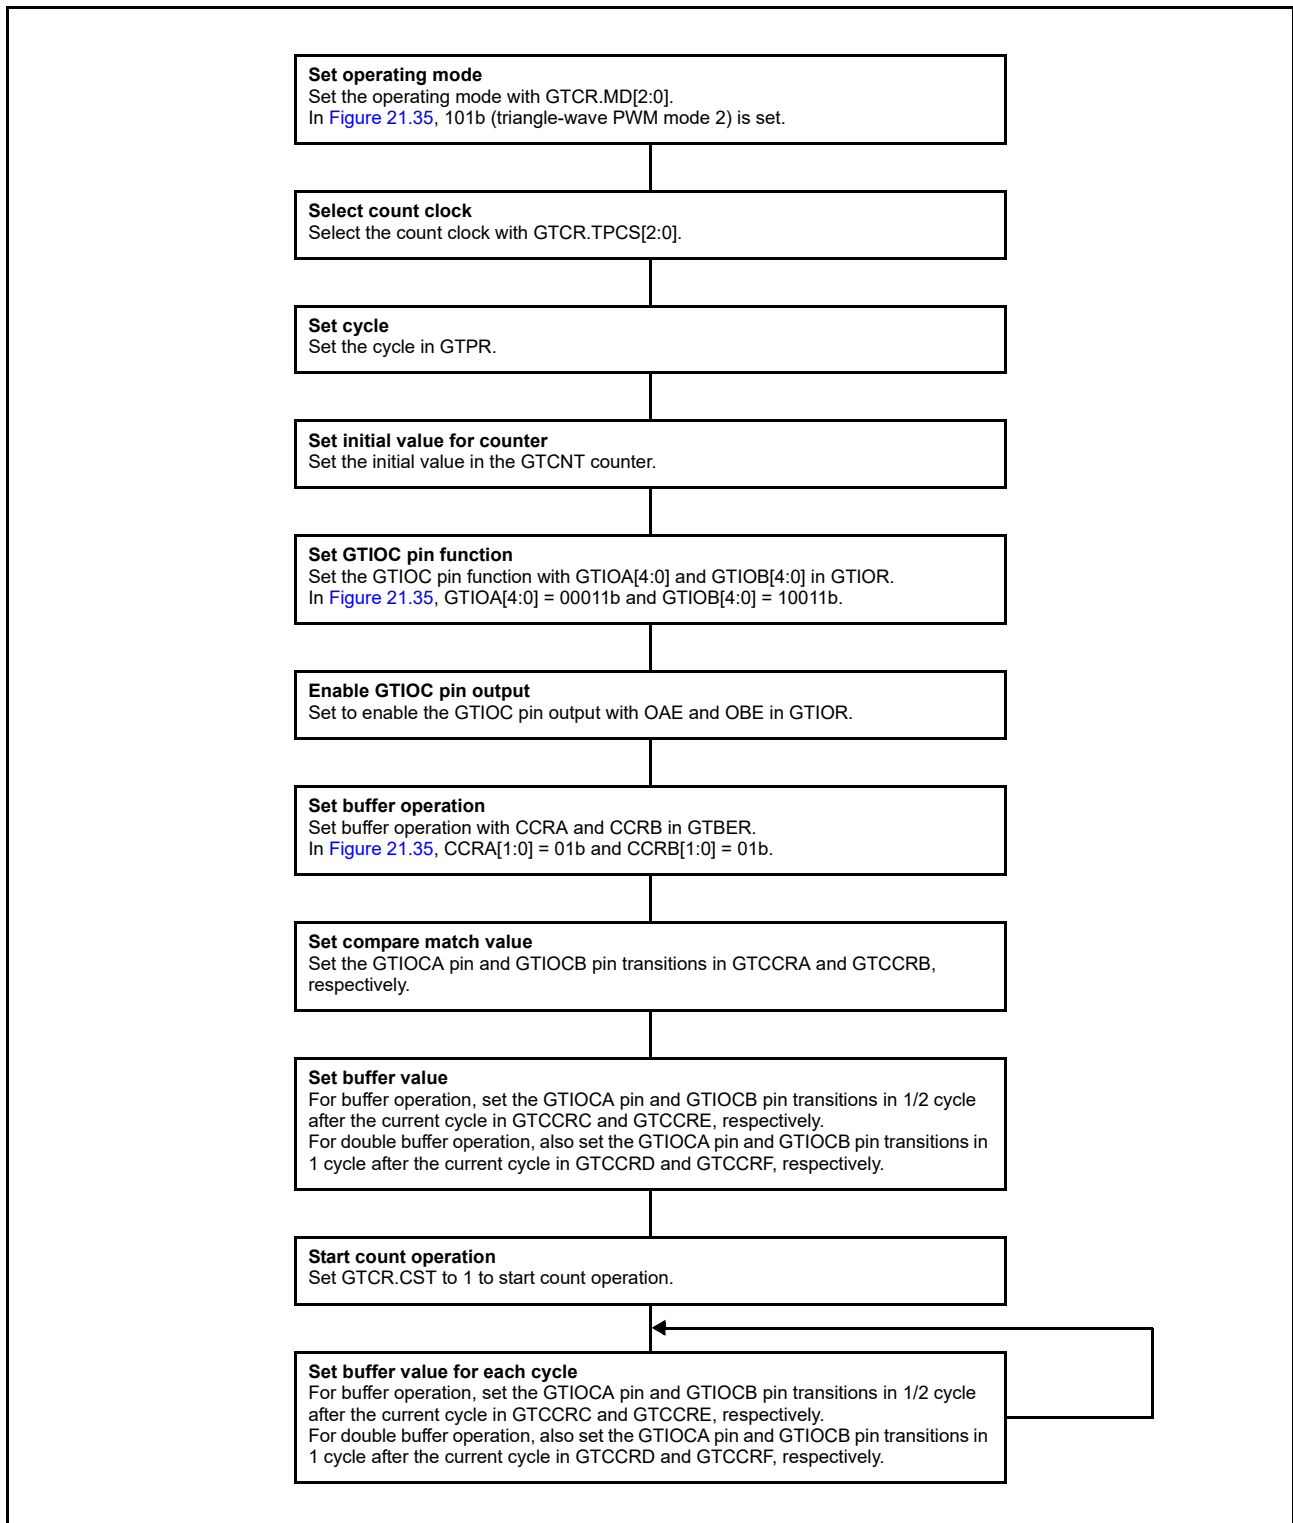 Set operating mode
Set the operating mode with GTCR.MD[2:0].
In Figure 21.35, 101b (triangle-wave PWM mode 2) is set.
Select count clock
Select the count clock with GTCR.TPCS[2:0].
Set cycle
Set the cycle in GTPR.
Set initial value for counter
Set the initial value in the GTCNT counter.
Set GTIOC pin function
Set the GTIOC pin function with GTIOA[4:0] and GTIOB[4:0] in GTIOR.
In Figure 21.35, GTIOA[4:0] = 00011b and GTIOB[4:0] = 10011b.
Enable GTIOC pin output
Set to enable the GTIOC pin output with OAE and OBE in GTIOR.
Set buffer operation
Set buffer operation with CCRA and CCRB in GTBER.
In Figure 21.35, CCRA[1:0] = 01b and CCRB[1:0] = 01b.
Set compare match value
Set the GTIOCA pin and GTIOCB pin transitions in GTCCRA and GTCCRB,
respectively.
Set buffer value
For buffer operation, set the GTIOCA pin and GTIOCB pin transitions in 1/2 cycle
after the current cycle in GTCCRC and GTCCRE, respectively.
For double buffer operation, also set the GTIOCA pin and GTIOCB pin transitions in
1 cycle after the current cycle in GTCCRD and GTCCRF, respectively.
Start count operation
Set GTCR.CST to 1 to start count operation.
Set buffer value for each cycle
For buffer operation, set the GTIOCA pin and GTIOCB pin transitions in 1/2 cycle
after the current cycle in GTCCRC and GTCCRE, respectively.
For double buffer operation, also set the GTIOCA pin and GTIOCB pin transitions in
1 cycle after the current cycle in GTCCRD and GTCCRF, respectively.